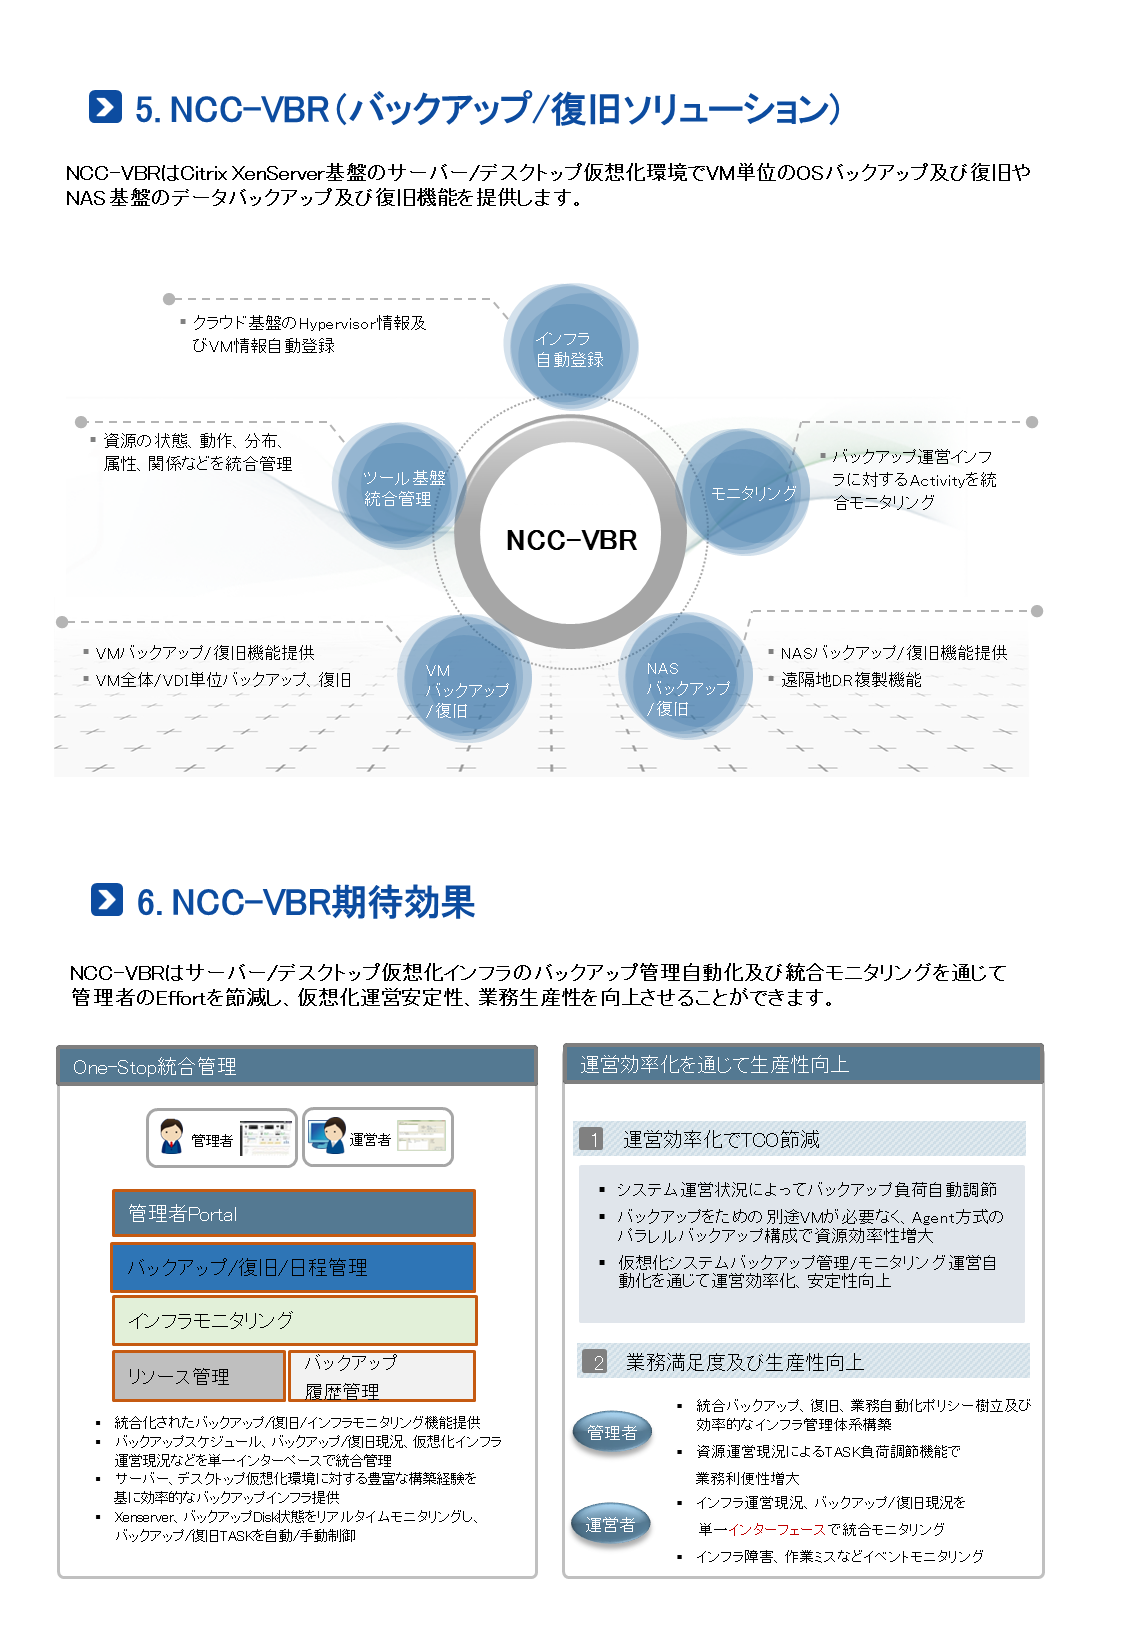 5. NCC-VBR（バックアップ/復旧ソリューション）
NCC-VBRはCitrix XenServer基盤のサーバー/デスクトップ仮想化環境でVM単位のOSバックアップ及び復旧や
NAS基盤のデータバックアップ及び復旧機能を提供します。
▪ クラウド基盤のHypervisor情報及
びVM情報自動登録
インフラ
自動登録
▪ 資源の状態、動作、分布、
属性、関係などを統合管理
ツール基盤
統合管理
モニタリング
▪ バックアップ運営インフ
ラに対するActivityを統
合モニタリング
NCC-VBR
▪ VMバックアップ/復旧機能提供
▪ VM全体/VDI単位バックアップ、復旧
VM
バックアップ
/復旧
NAS
バックアップ
/復旧
▪ NASバックアップ/復旧機能提供
▪ 遠隔地DR複製機能
6. NCC-VBR期待効果
NCC-VBRはサーバー/デスクトップ仮想化インフラのバックアップ管理自動化及び統合モニタリングを通じて
管理者のEffortを節減し、仮想化運営安定性、業務生産性を向上させることができます。
One-Stop統合管理
管理者
運営者
管理者Portal
バックアップ/復旧/日程管理
インフラモニタリング
リソース管理
バックアップ
履歴管理
▪ 統合化されたバックアップ/復旧/インフラモニタリング機能提供
▪ バックアップスケジュール、バックアップ/復旧現況、仮想化インフラ
運営現況などを単一インターベースで統合管理
▪ サーバー、デスクトップ仮想化環境に対する豊富な構築経験を
基に効率的なバックアップインフラ提供
▪ Xenserver、バックアップDisk状態をリアルタイムモニタリングし、
バックアップ/復旧TASKを自動/手動制御
運営効率化を通じて生産性向上
1 運営効率化でTCO節減
▪ システム運営状況によってバックアップ負荷自動調節
▪ バックアップをための別途VMが必要なく、Agent方式の
パラレルバックアップ構成で資源効率性増大
▪ 仮想化システムバックアップ管理/モニタリング運営自
動化を通じて運営効率化、安定性向上
2 業務満足度及び生産性向上
管理者
▪ 統合バックアップ、復旧、業務自動化ポリシー樹立及び
効率的なインフラ管理体系構築
▪ 資源運営現況によるTASK負荷調節機能で
業務利便性増大
運営者
▪ インフラ運営現況、バックアップ/復旧現況を
単一インターフェースで統合モニタリング
▪ インフラ障害、作業ミスなどイベントモニタリング